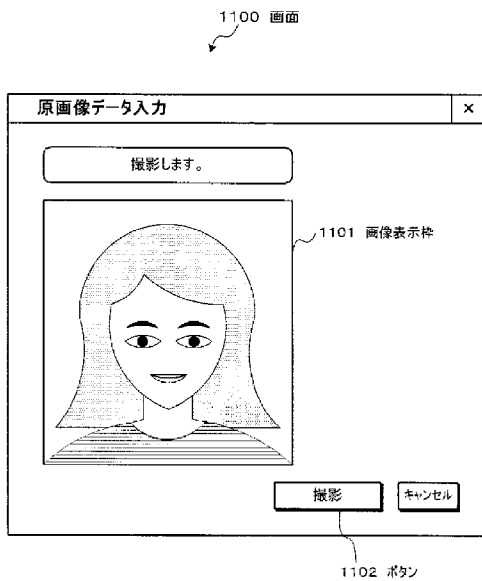 1100 画面
原画像データ入力 ×
撮影します。
1101 画像表示枠
撮影 キャンセル
1102 ボタン